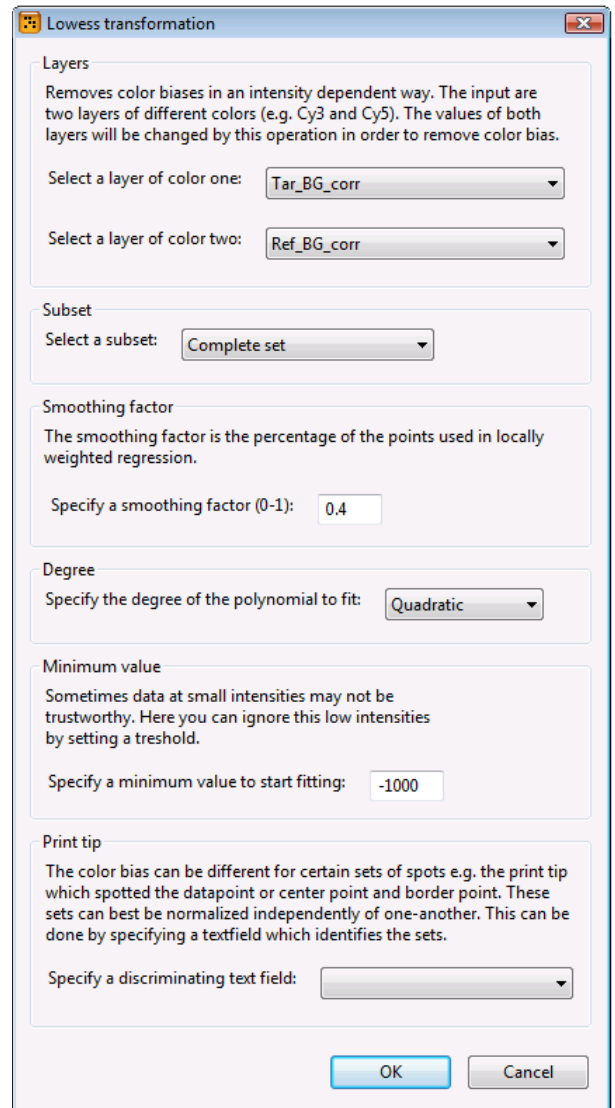 Lowess transformation
Layers
Removes color biases in an intensity dependent way. The input are
two layers of different colors (e.g. Cy3 and Cy5). The values of both
layers will be changed by this operation in order to remove color bias.
Select a layer of color one: Tar_BG_corr
Select a layer of color two: Ref_BG_corr
Subset
Select a subset: Complete set
Smoothing factor
The smoothing factor is the percentage of the points used in locally
weighted regression.
Specify a smoothing factor (0-1): 0.4
Degree
Specify the degree of the polynomial to fit: Quadratic
Minimum value
Sometimes data at small intensities may not be
trustworthy. Here you can ignore this low intensities
by setting a treshold.
Specify a minimum value to start fitting: -1000
Print tip
The color bias can be different for certain sets of spots e.g. the print tip
which spotted the datapoint or center point and border point. These
sets can best be normalized independently of one-another. This can be
done by specifying a textfield which identifies the sets.
Specify a discriminating text field:
OK Cancel